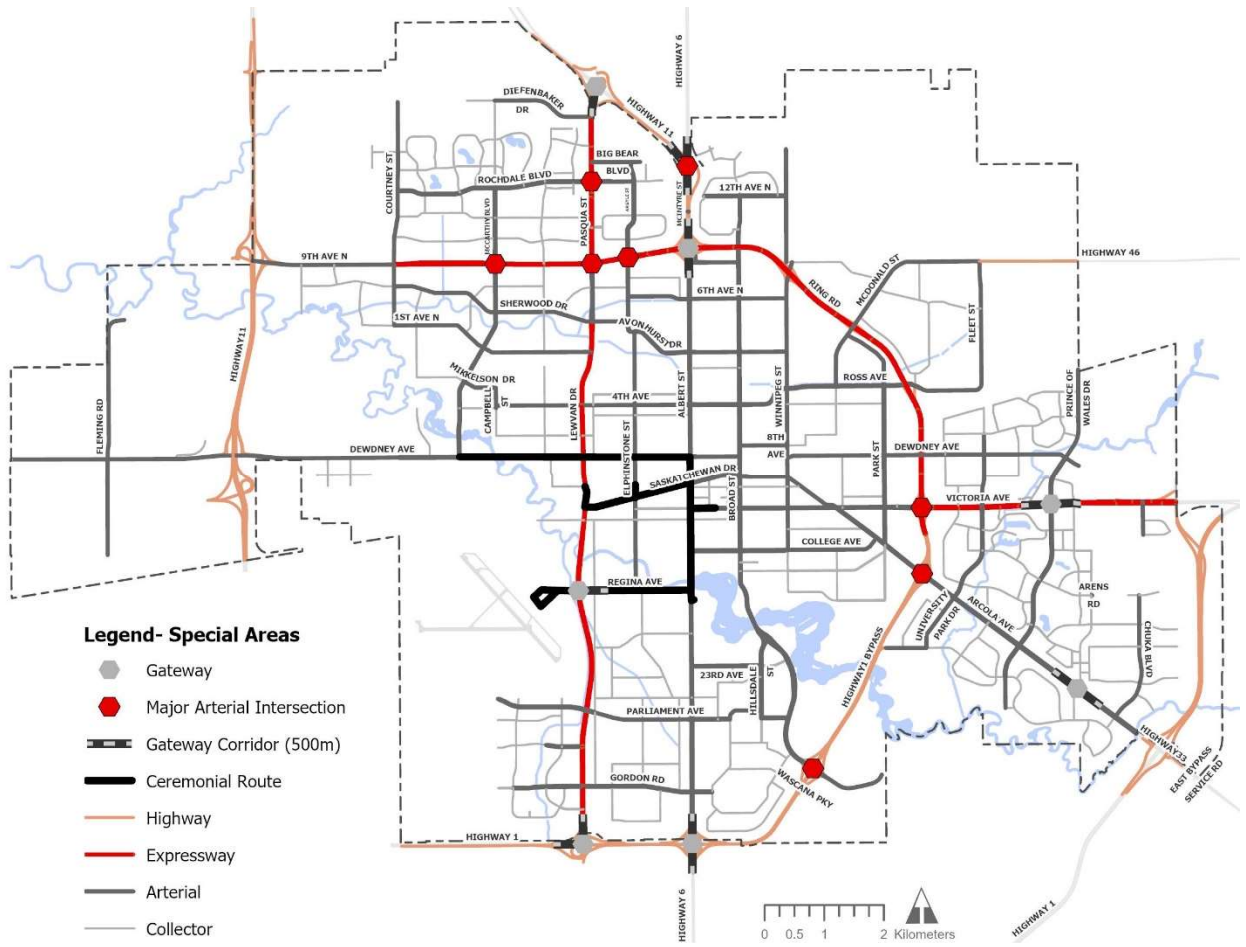 HIGHWAY 6
DIEFENBAKER
DR
HIGHWAY 11
BIG BEAR
BLVD
ROCHDALE BLVD
COURTNEY ST
MCCARTHY BLVD
PASQUA ST
ARGYLE ST
MCINTYRE ST
12TH AVE N
9TH AVE N
HIGHWAY 46
RING RD
MCDONALD ST
FLEET ST
6TH AVE N
SHERWOOD DR
1ST AVE N
AVONHURST DR
HIGHWAY11
MIKKELSON DR
CAMPBELL
ST
LEWVAN DR
4TH AVE
ALBERT ST
WINNIPEG ST
ROSS AVE
PRINCE OF
WALES DR
FLEMING RD
DEWDNEY AVE
ELPHINSTONE ST
SASKATCHEWAN DR
BROAD ST
8TH
AVE
PARK ST
DEWDNEY AVE
VICTORIA AVE
COLLEGE AVE
REGINA AVE
UNIVERSITY
PARK DR
ARCOLA AVE
ARENS
RD
CHUKA BLVD
HIGHWAY1 BYPASS
23RD AVE
HILLSDALE
ST
PARLIAMENT AVE
GORDON RD
WASCANA PKY
HIGHWAY33
EAST BYPASS
SERVICE RD
HIGHWAY 1
HIGHWAY 6
HIGHWAY 1
Legend- Special Areas
Gateway
Major Arterial Intersection
Gateway Corridor (500m)
Ceremonial Route
Highway
Expressway
Arterial
Collector
0 0.5 1 2 Kilometers